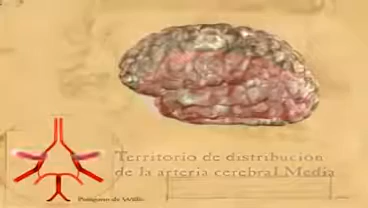 Territorio de distribución
de la arteria cerebral Media
Polígono de Willis